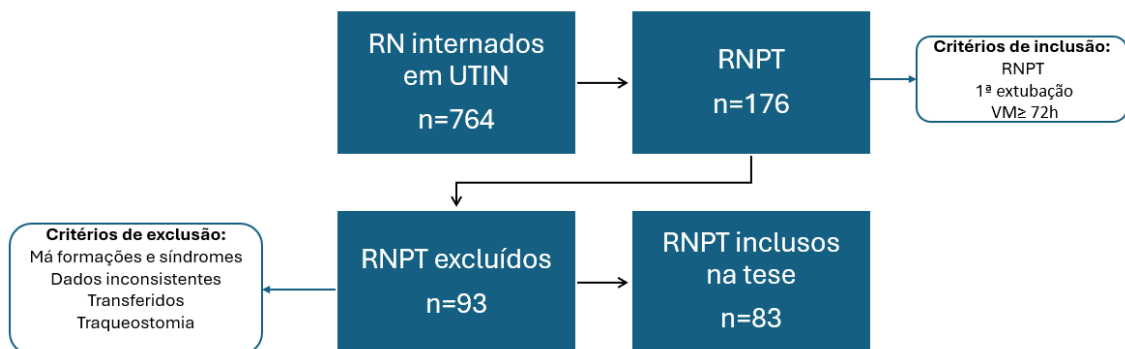 RN internados
em UTIN
n=764
RNPT
n=176
Critérios de inclusão:
RNPT
1ª extubação
VM≥ 72h
Critérios de exclusão:
Má formações e síndromes
Dados inconsistentes
Transferidos
Traqueostomia
RNPT excluídos
n=93
RNPT inclusos
na tese
n=83